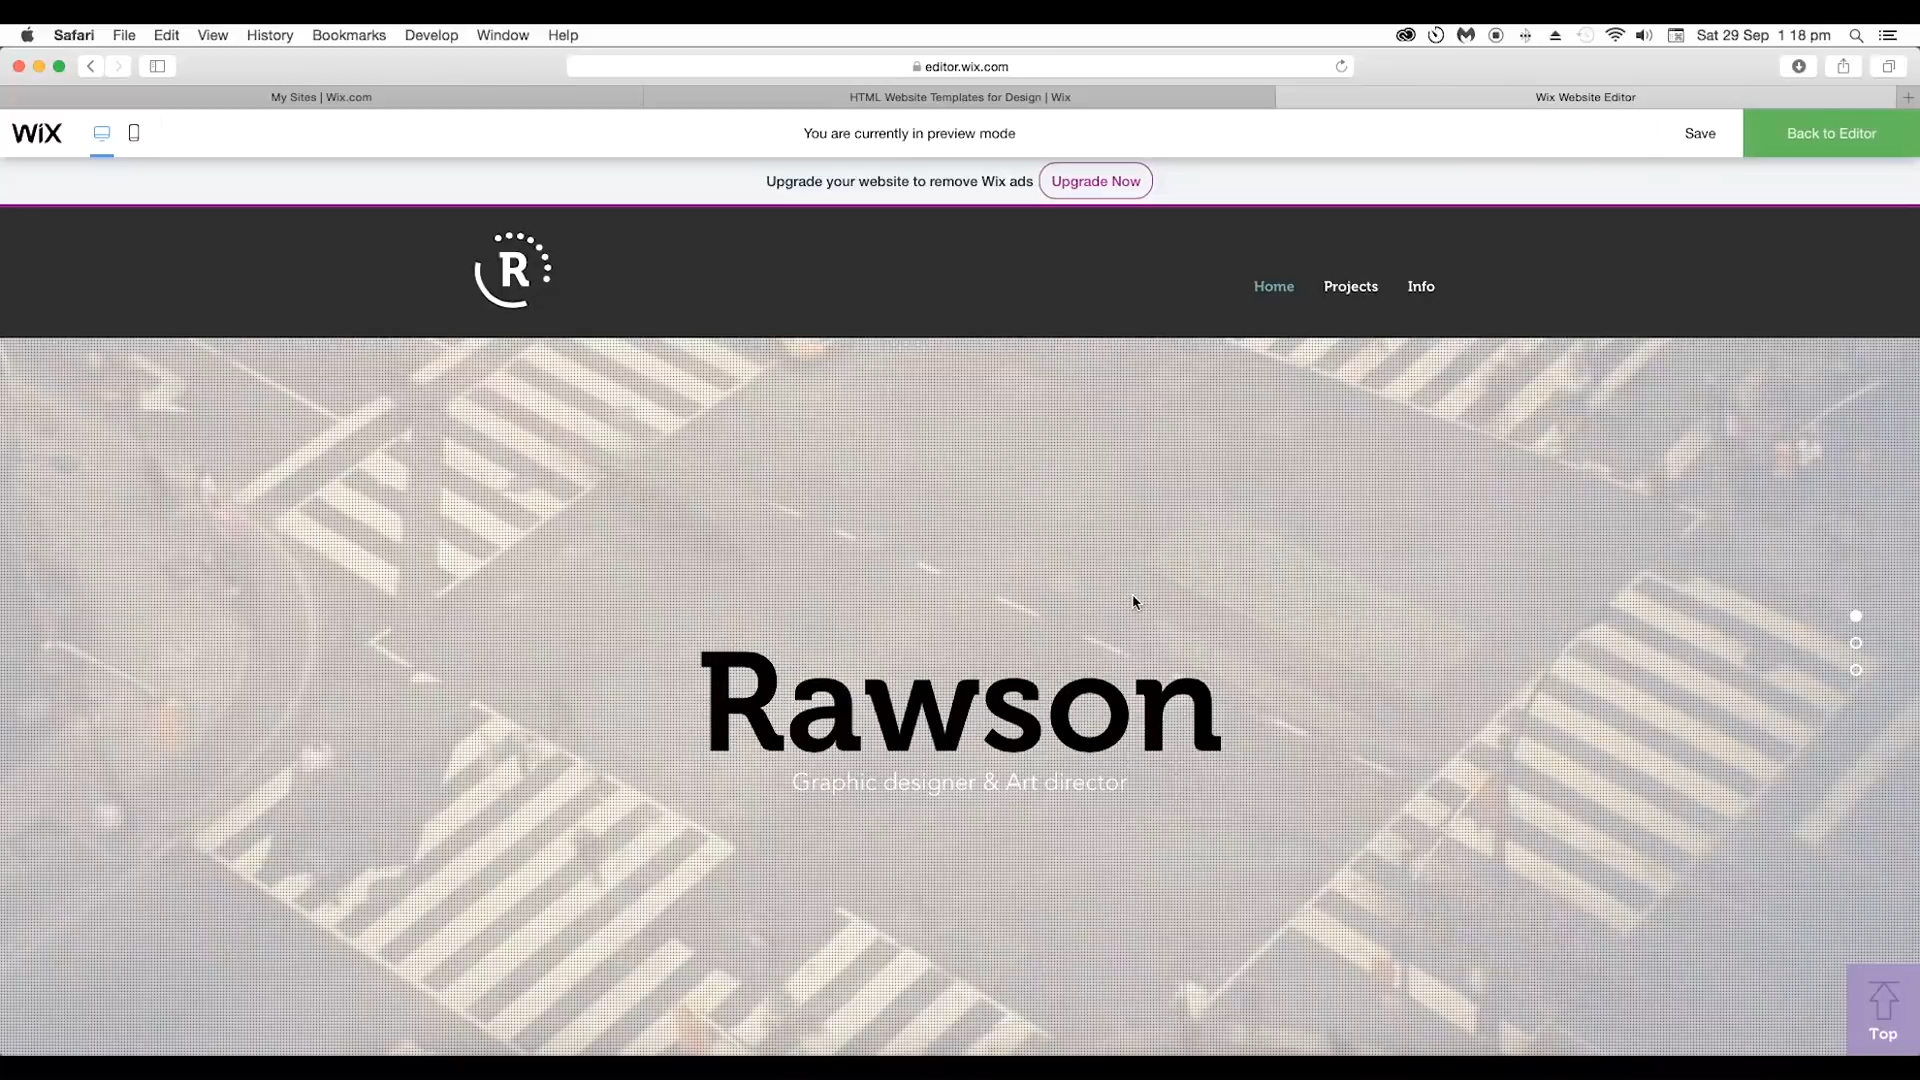 Safari File Edit View History Bookmarks Develop Window Help Sat 29 Sep 1 18 pm
editor.wix.com
My Sites | Wix.com HTML Website Templates for Design | Wix Wix Website Editor
WiX You are currently in preview mode Save Back to Editor
Upgrade your website to remove Wix ads Upgrade Now
R
Home Projects Info
Rawson
Graphic designer & Art director
Top